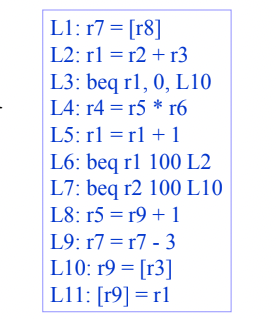 L1: r7 = [r8]
L2: r1 = r2 + r3
L3: beq r1, 0, L10
L4: r4 = r5 * r6
L5: r1 = r1 + 1
L6: beq r1 100 L2
L7: beq r2 100 L10
L8: r5 = r9 + 1
L9: r7 = r7 - 3
L10: r9 = [r3]
L11: [r9] = r1